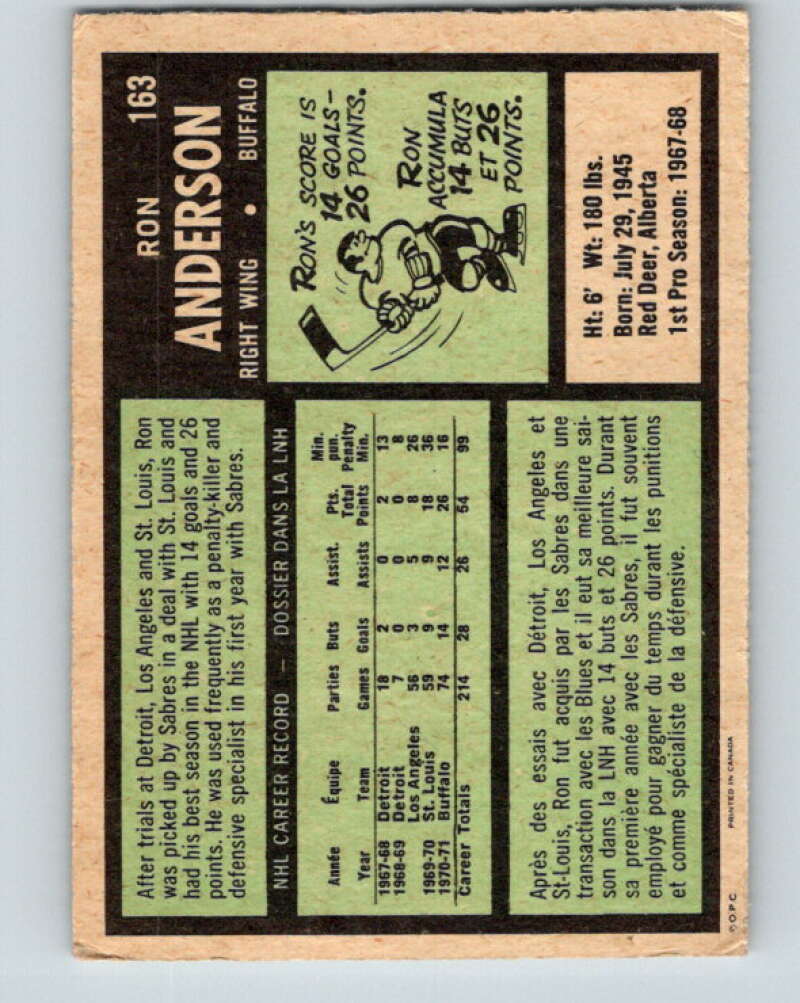 RON 163
ANDERSON
RIGHT WING • BUFFALO
After trials at Detroit, Los Angeles and St. Louis, Ron
was picked up by Sabres in a deal with St. Louis and
had his best season in the NHL with 14 goals and 26
points. He was used frequently as a penalty-killer and
defensive specialist in his first year with Sabres.
RON'S SCORE IS
14 GOALS-
26 POINTS.
RON
ACCUMULA
14 BUTS
ET 26
POINTS.
NHL CAREER RECORD — DOSSIER DANS LA LNH
Min.
Pts. pun.
Année Équipe Parties Buts Assist. Total Penalty
Year Team Games Goals Assists Points Min.
1967-68 Detroit 18 2 0 2 13
1968-69 Detroit 7 0 0 0 8
Los Angeles 56 3 5 8 26
1969-70 St. Louis 59 9 9 18 36
1970-71 Buffalo 74 14 12 26 16
Career Totals 214 28 26 54 99
Ht: 6' Wt: 180 lbs.
Born: July 29, 1945
Red Deer, Alberta
1st Pro Season: 1967-68
Après des essais avec Détroit, Los Angeles et
St-Louis, Ron fut acquis par les Sabres dans une
transaction avec les Blues et il eut sa meilleure sai-
son dans la LNH avec 14 buts et 26 points. Durant
sa première année avec les Sabres, il fut souvent
employé pour gagner du temps durant les punitions
et comme spécialiste de la défensive.
© O.P.C. PRINTED IN CANADA